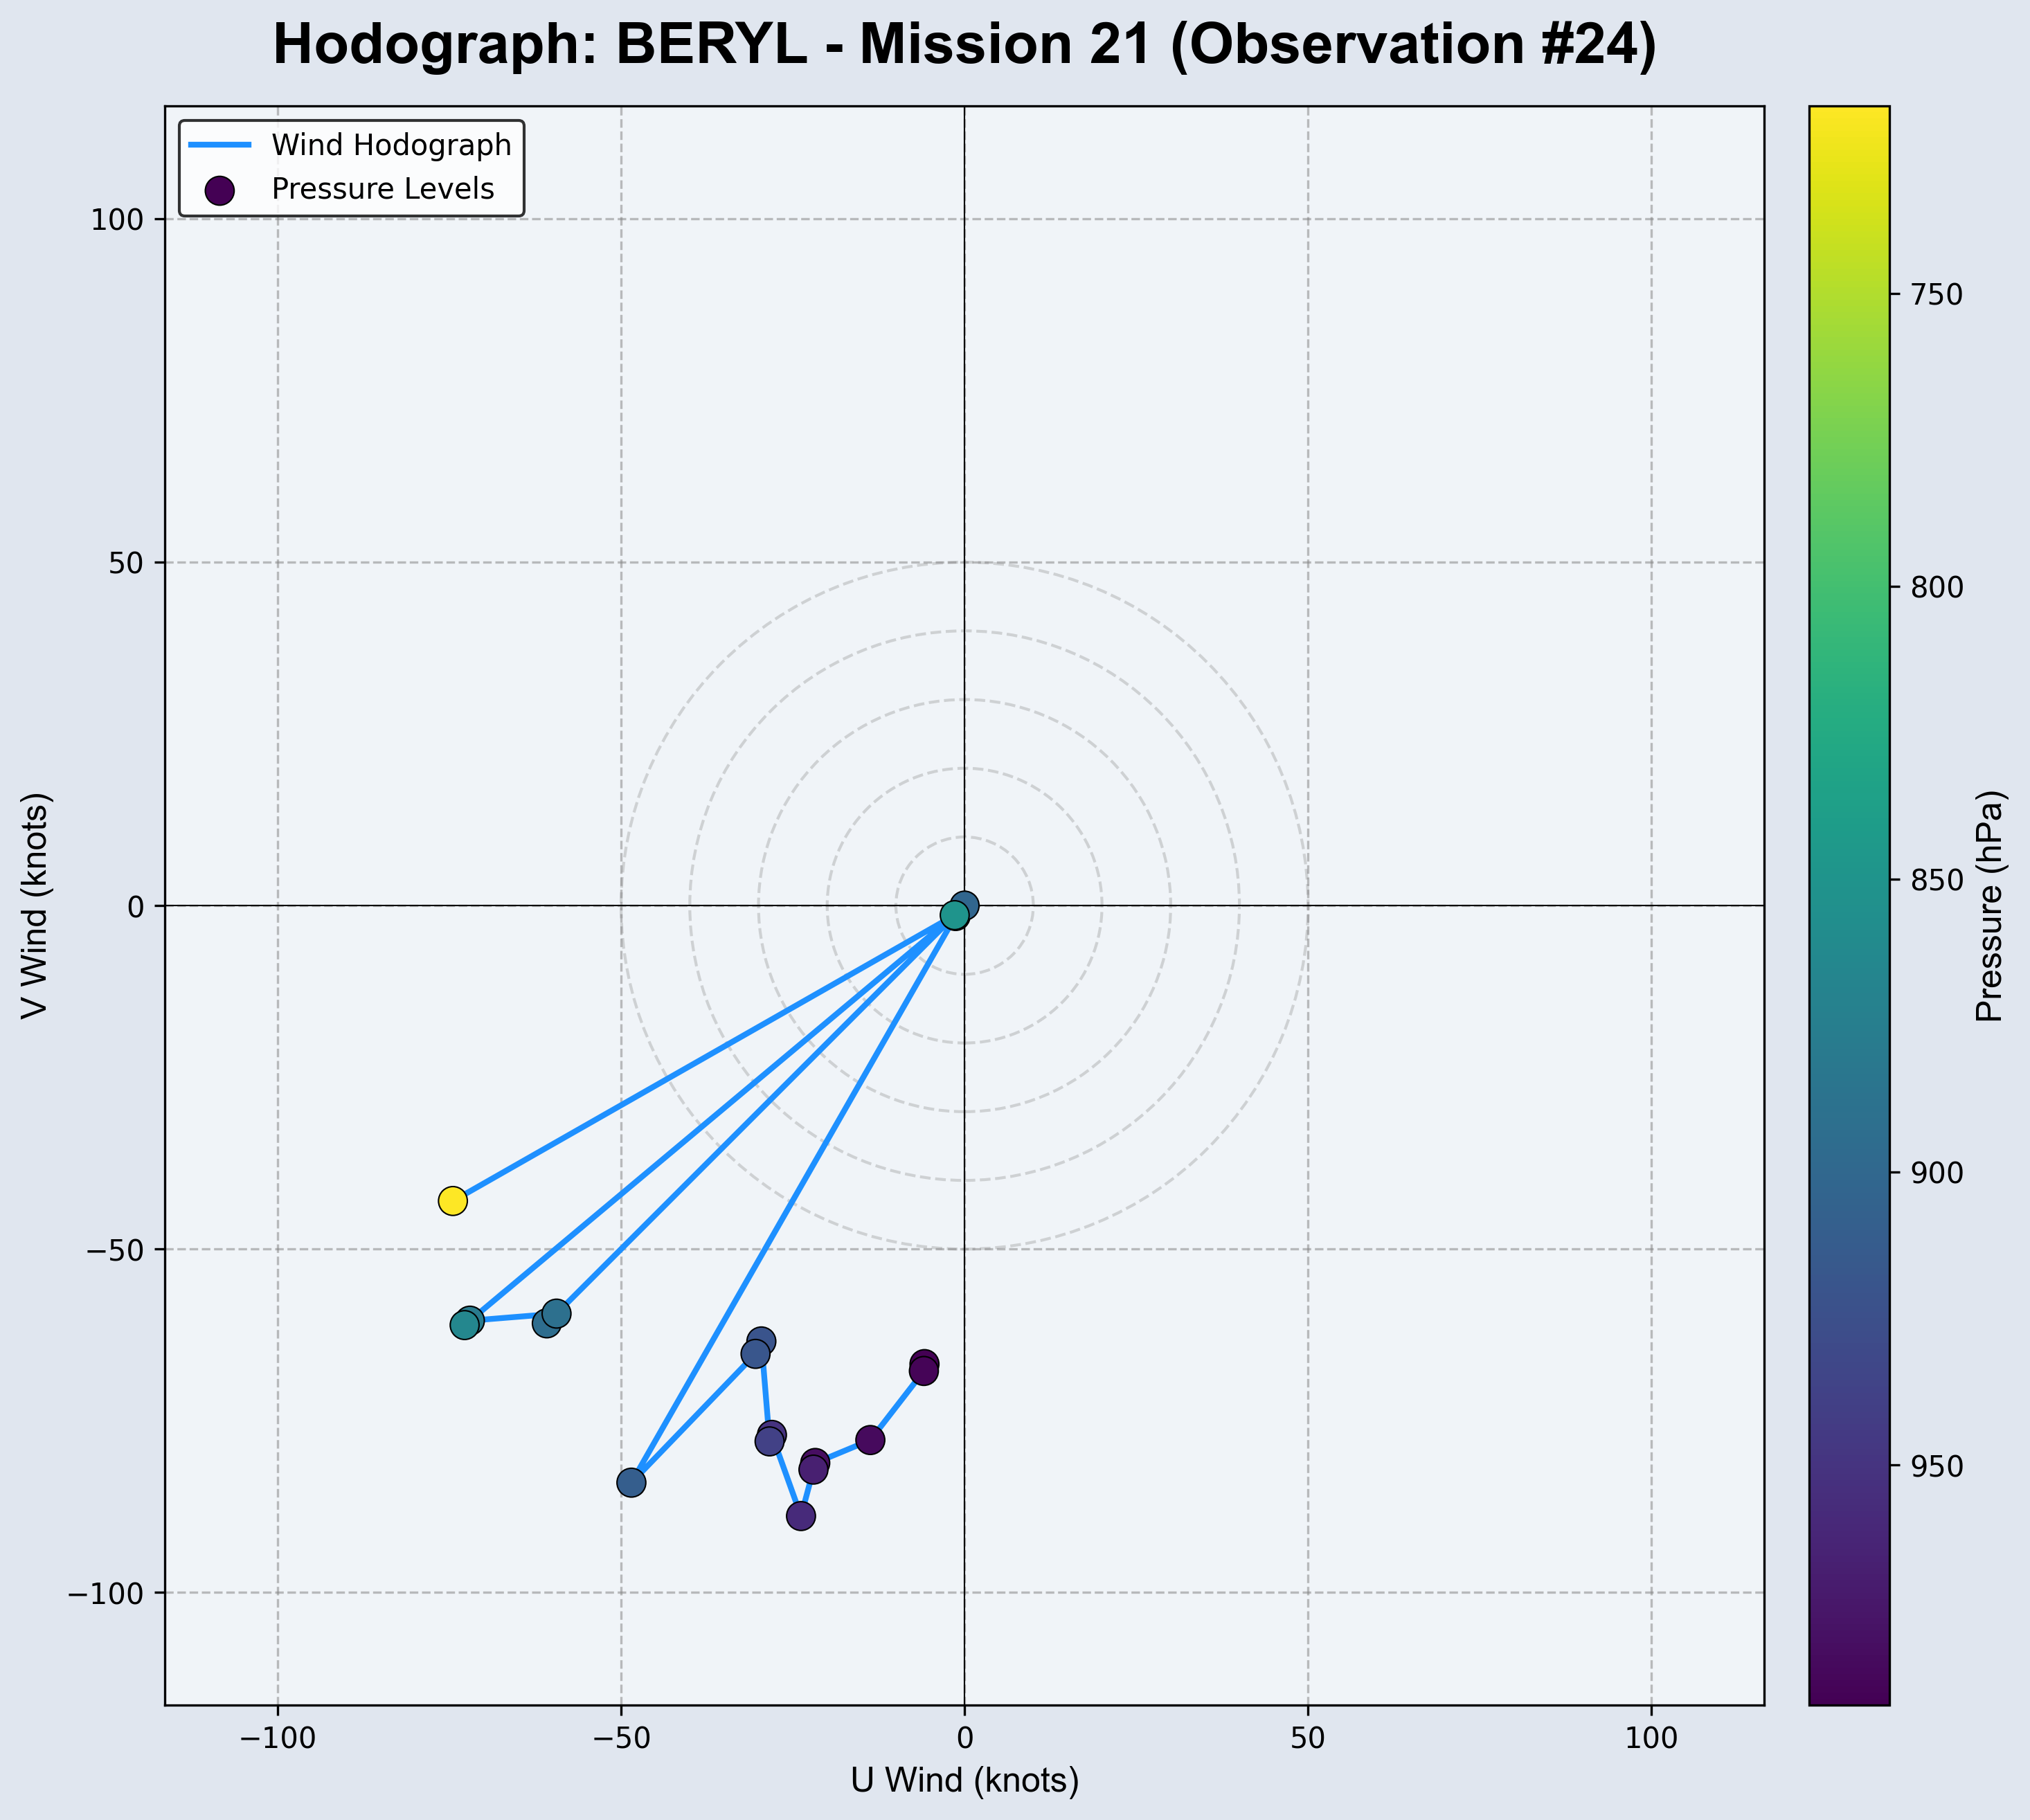 Hodograph: BERYL - Mission 21 (Observation #24)
Wind Hodograph
Pressure Levels
100
50
0
−50
−100
V Wind (knots)
−100
−50
0
50
100
U Wind (knots)
750
800
850
900
950
Pressure (hPa)